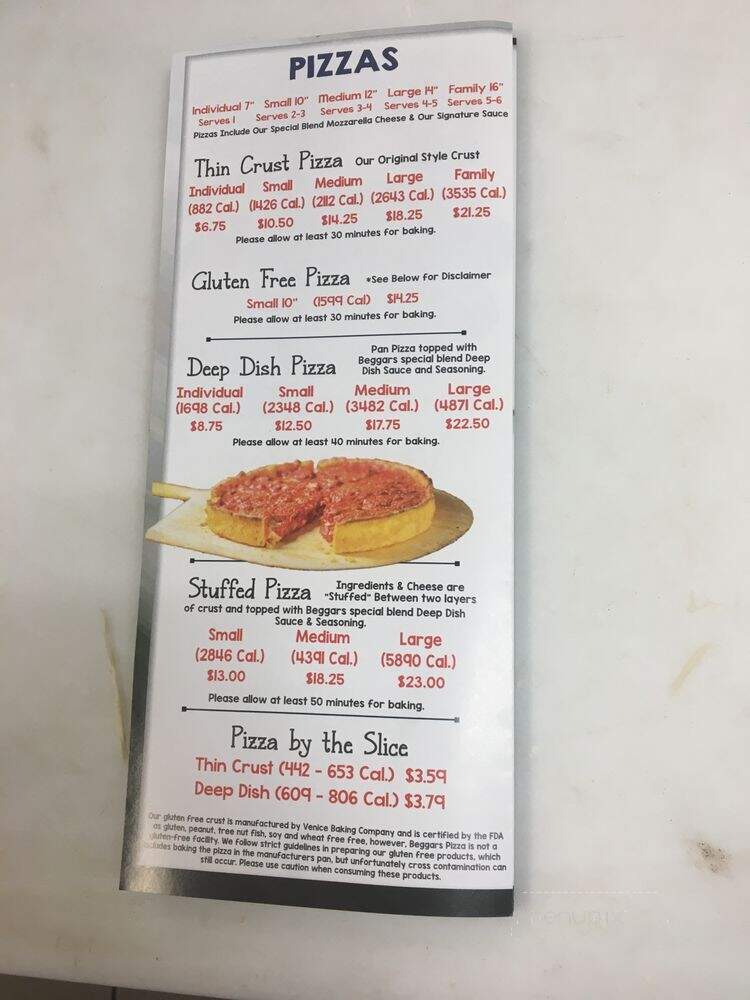 PIZZAS
Individual 7" Small 10" Medium 12" Large 14" Family 16"
Serves 1 Serves 2-3 Serves 3-4 Serves 4-5 Serves 5-6
Pizzas Include Our Special Blend Mozzarella Cheese & Our Signature Sauce
Thin Crust Pizza Our Original Style Crust
Individual Small Medium Large Family
(882 Cal.) (1426 Cal.) (2112 Cal.) (2643 Cal.) (3535 Cal.)
$6.75 $10.50 $14.25 $18.25 $21.25
Please allow at least 30 minutes for baking.
Gluten Free Pizza *See Below for Disclaimer
Small 10" (1599 Cal) $14.25
Please allow at least 30 minutes for baking.
Deep Dish Pizza Pan Pizza topped with
Beggars special blend Deep
Dish Sauce and Seasoning.
Individual Small Medium Large
(1698 Cal.) (2348 Cal.) (3482 Cal.) (4871 Cal.)
$8.75 $12.50 $17.75 $22.50
Please allow at least 40 minutes for baking.
Stuffed Pizza Ingredients & Cheese are
"Stuffed" Between two layers
of crust and topped with Beggars special blend Deep Dish
Sauce & Seasoning.
Small Medium Large
(2846 Cal.) (4391 Cal.) (5890 Cal.)
$13.00 $18.25 $23.00
Please allow at least 50 minutes for baking.
Pizza by the Slice
Thin Crust (442 - 653 Cal.) $3.59
Deep Dish (609 - 806 Cal.) $3.79
Our gluten free crust is manufactured by Venice Baking Company and is certified by the FDA
as gluten, peanut, tree nut fish, soy and wheat free free, however, Beggars Pizza is not a
gluten-free facility. We follow strict guidelines in preparing our gluten free products, which
includes baking the pizza in the manufacturers pan, but unfortunately cross contamination can
still occur. Please use caution when consuming these products.